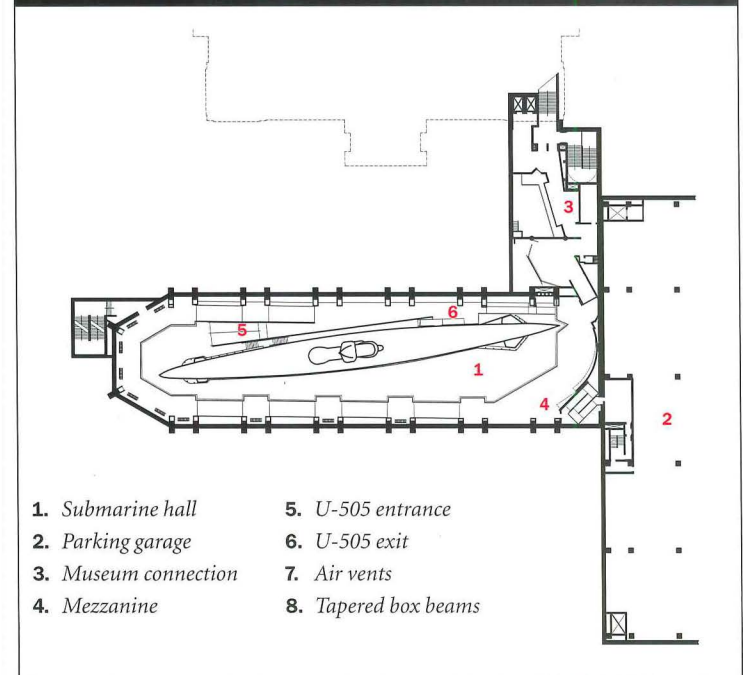 3
6
5
1
4
2
1. Submarine hall
2. Parking garage
3. Museum connection
4. Mezzanine
5. U-505 entrance
6. U-505 exit
7. Air vents
8. Tapered box beams